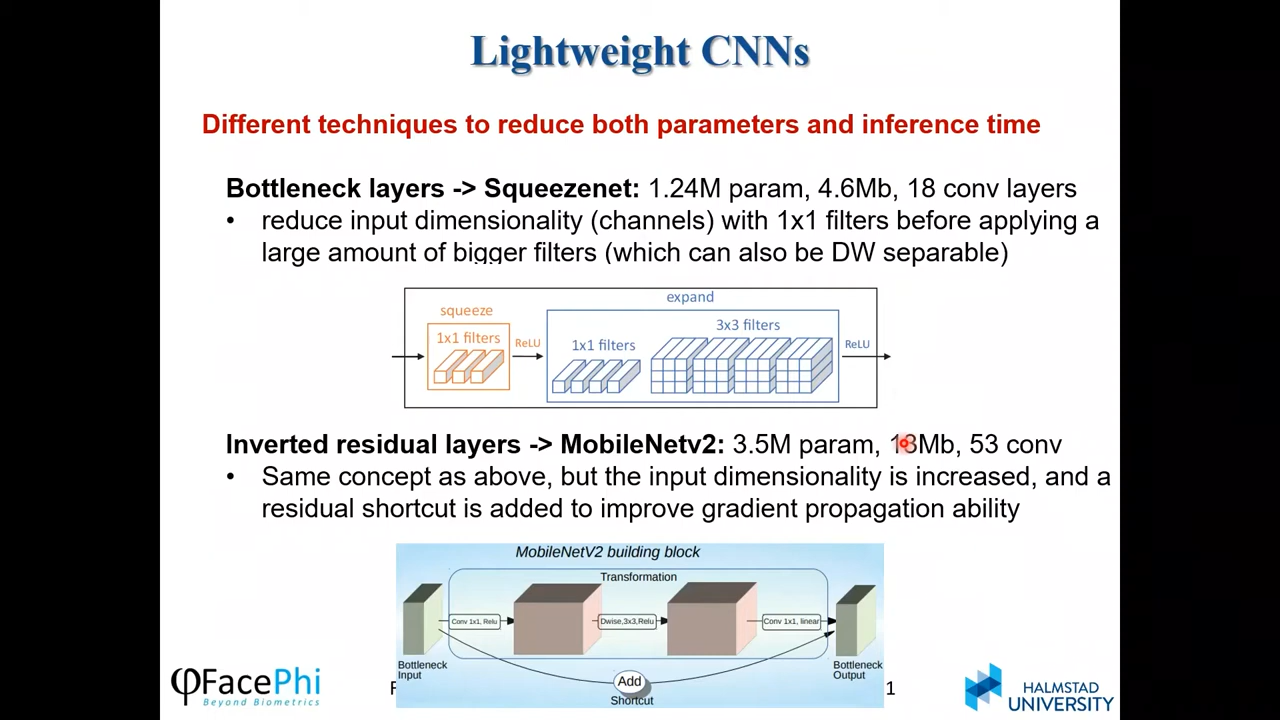 Lightweight CNNs
Different techniques to reduce both parameters and inference time
Bottleneck layers -> Squeezenet: 1.24M param, 4.6Mb, 18 conv layers
• reduce input dimensionality (channels) with 1x1 filters before applying a
large amount of bigger filters (which can also be DW separable)
squeeze
expand
1x1 filters
ReLU
1x1 filters
3x3 filters
ReLU
Inverted residual layers -> MobileNetv2: 3.5M param, 13Mb, 53 conv
• Same concept as above, but the input dimensionality is increased, and a
residual shortcut is added to improve gradient propagation ability
MobileNetV2 building block
Transformation
Conv 1x1, Relu
Dwise,3x3,Relu
Conv 1x1, linear
Bottleneck
Input
Add
Shortcut
Bottleneck
Output
φFacePhi
Beyond Biometrics
F
1
HALMSTAD
UNIVERSITY